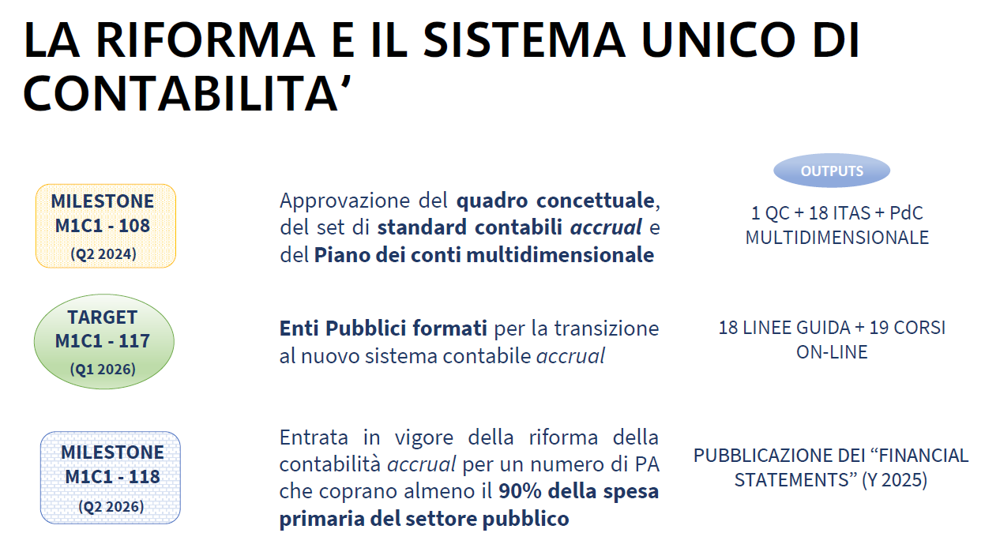 LA RIFORMA E IL SISTEMA UNICO DI
CONTABILITA’
OUTPUTS
MILESTONE
M1C1 - 108
(Q2 2024)
Approvazione del quadro concettuale,
del set di standard contabili accrual e
del Piano dei conti multidimensionale
1 QC + 18 ITAS + PdC
MULTIDIMENSIONALE
TARGET
M1C1 - 117
(Q1 2026)
Enti Pubblici formati per la transizione
al nuovo sistema contabile accrual
18 LINEE GUIDA + 19 CORSI
ON-LINE
MILESTONE
M1C1 - 118
(Q2 2026)
Entrata in vigore della riforma della
contabilità accrual per un numero di PA
che coprano almeno il 90% della spesa
primaria del settore pubblico
PUBBLICAZIONE DEI “FINANCIAL
STATEMENTS” (Y 2025)